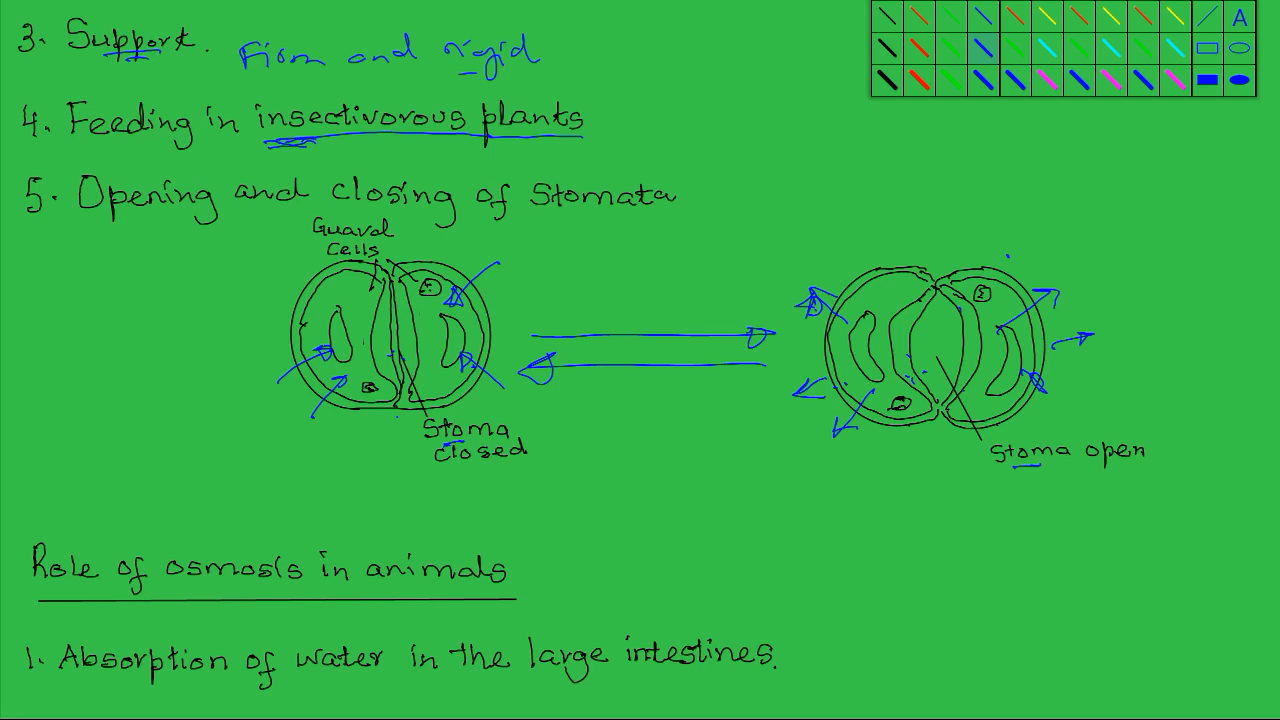 3. Support. Firm and rigid
4. Feeding in insectivorous plants
5. Opening and closing of stomata
Guard
Cells
Stoma
closed
Stoma open
Role of osmosis in animals
1. Absorption of water in the large intestines.
A